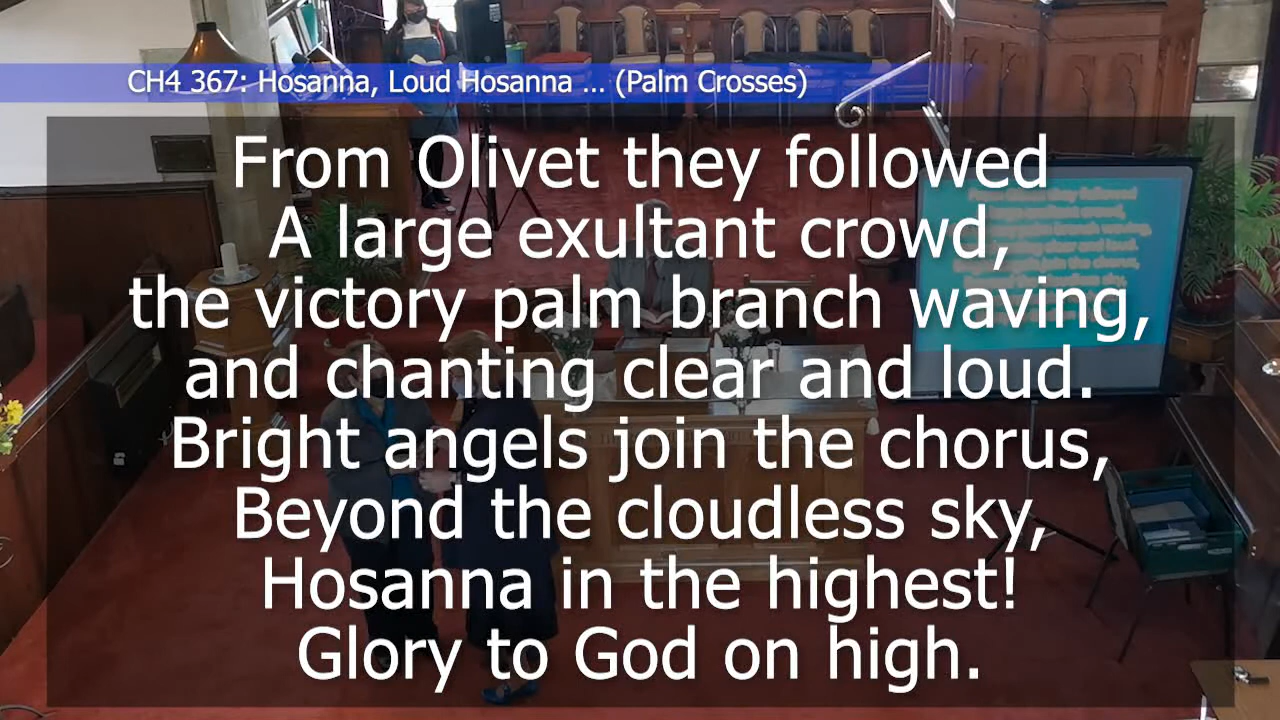 CH4 367: Hosanna, Loud Hosanna ... (Palm Crosses)
From Olivet they followed
A large exultant crowd,
the victory palm branch waving,
and chanting clear and loud.
Bright angels join the chorus,
Beyond the cloudless sky,
Hosanna in the highest!
Glory to God on high.